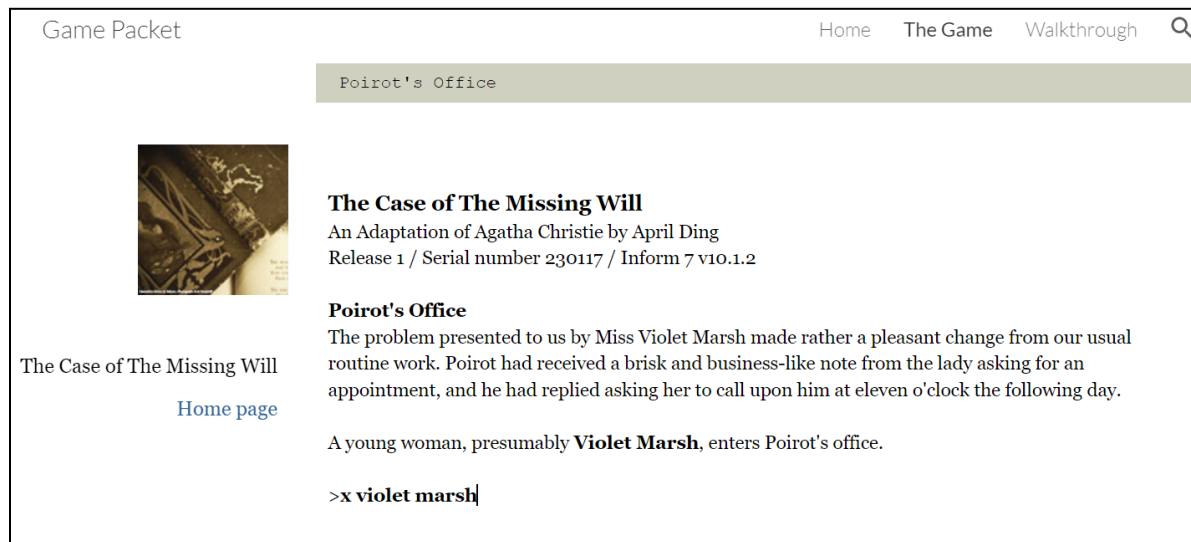 Game Packet
Home The Game Walkthrough
Poirot's Office
The Case of The Missing Will
An Adaptation of Agatha Christie by April Ding
Release 1 / Serial number 230117 / Inform 7 v10.1.2
Poirot's Office
The problem presented to us by Miss Violet Marsh made rather a pleasant change from our usual
routine work. Poirot had received a brisk and business-like note from the lady asking for an
appointment, and he had replied asking her to call upon him at eleven o'clock the following day.
A young woman, presumably Violet Marsh, enters Poirot's office.
>x violet marsh
The Case of The Missing Will
Home page